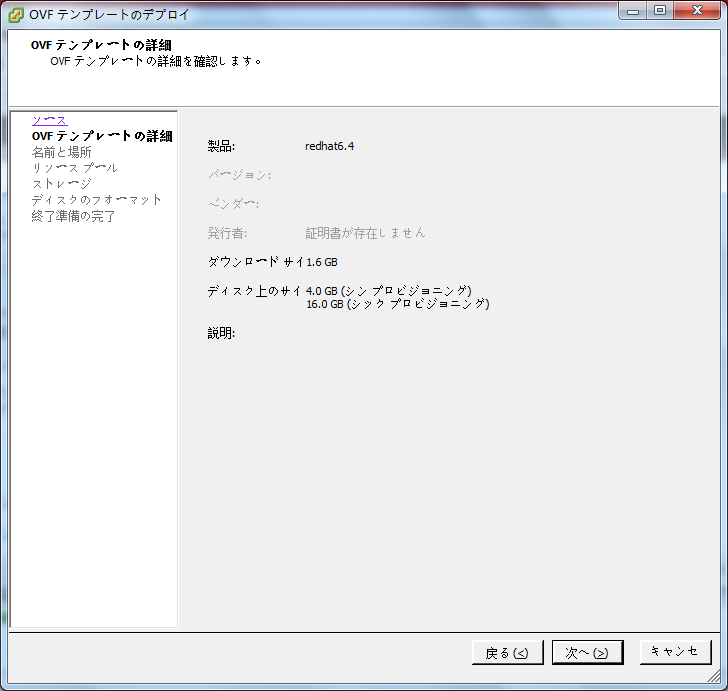 OVF テンプレートのデプロイ
OVF テンプレートの詳細
OVF テンプレートの詳細を確認します。
ソース
OVF テンプレートの詳細
名前と場所
リソース プール
ストレージ
ディスクのフォーマット
終了準備の完了
製品: redhat6.4
バージョン:
ベンダー:
発行者: 証明書が存在しません
ダウンロード サイ 1.6 GB
ディスク上のサイ 4.0 GB (シン プロビジョニング)
16.0 GB (シック プロビジョニング)
説明:
戻る(<) 次へ(>) キャンセ